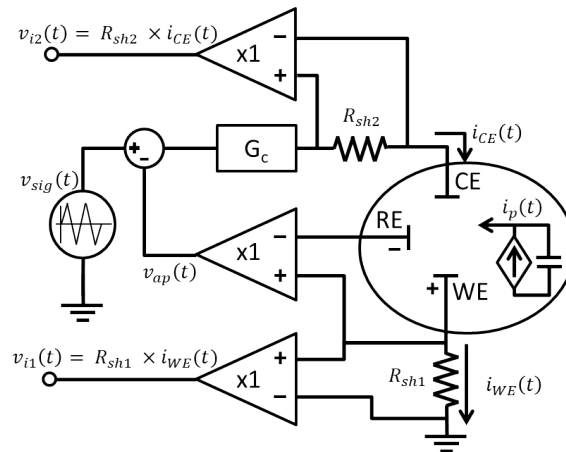 v_{i2}(t) = R_{sh2} × i_{CE}(t)
−
x1
+
R_{sh2}
i_{CE}(t)
+
-
G_c
CE
v_{sig}(t)
RE
i_p(t)
−
−
x1
+
v_{ap}(t)
+
WE
v_{i1}(t) = R_{sh1} × i_{WE}(t)
+
x1
−
R_{sh1}
i_{WE}(t)